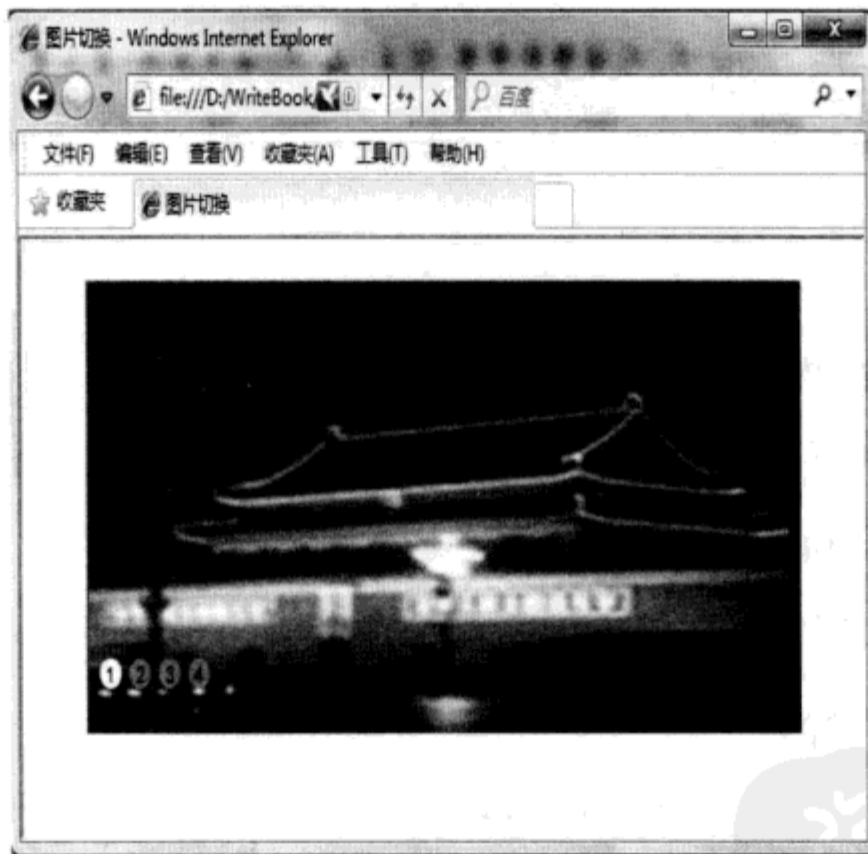 图片切换 - Windows Internet Explorer
file:///D:/WriteBook
百度
文件(F) 编辑(E) 查看(V) 收藏夹(A) 工具(T) 帮助(H)
收藏夹 图片切换
1 2 3 4